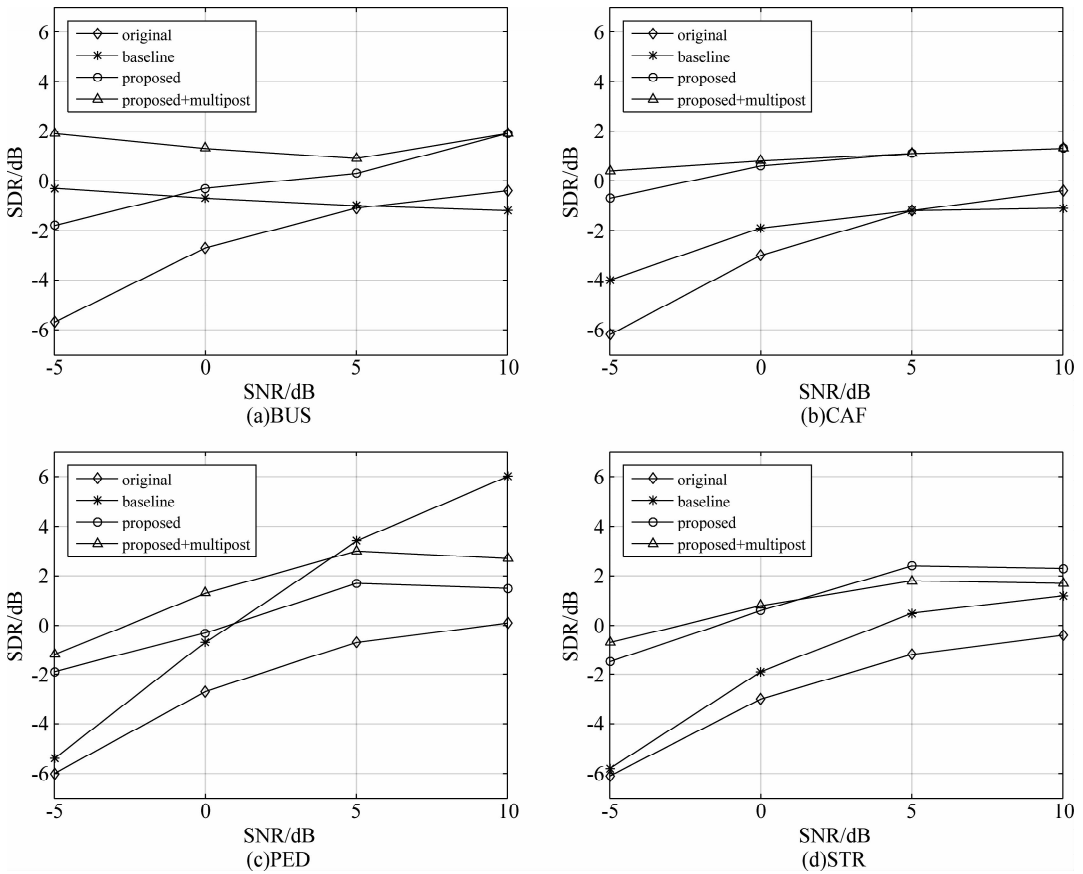 6
4
2
0
-2
-4
-6
SDR/dB
original
baseline
proposed
proposed+multipost
-5
0
5
10
SNR/dB
(a)BUS
6
4
2
0
-2
-4
-6
SDR/dB
original
baseline
proposed
proposed+multipost
-5
0
5
10
SNR/dB
(b)CAF
6
4
2
0
-2
-4
-6
SDR/dB
original
baseline
proposed
proposed+multipost
-5
0
5
10
SNR/dB
(c)PED
6
4
2
0
-2
-4
-6
SDR/dB
original
baseline
proposed
proposed+multipost
-5
0
5
10
SNR/dB
(d)STR